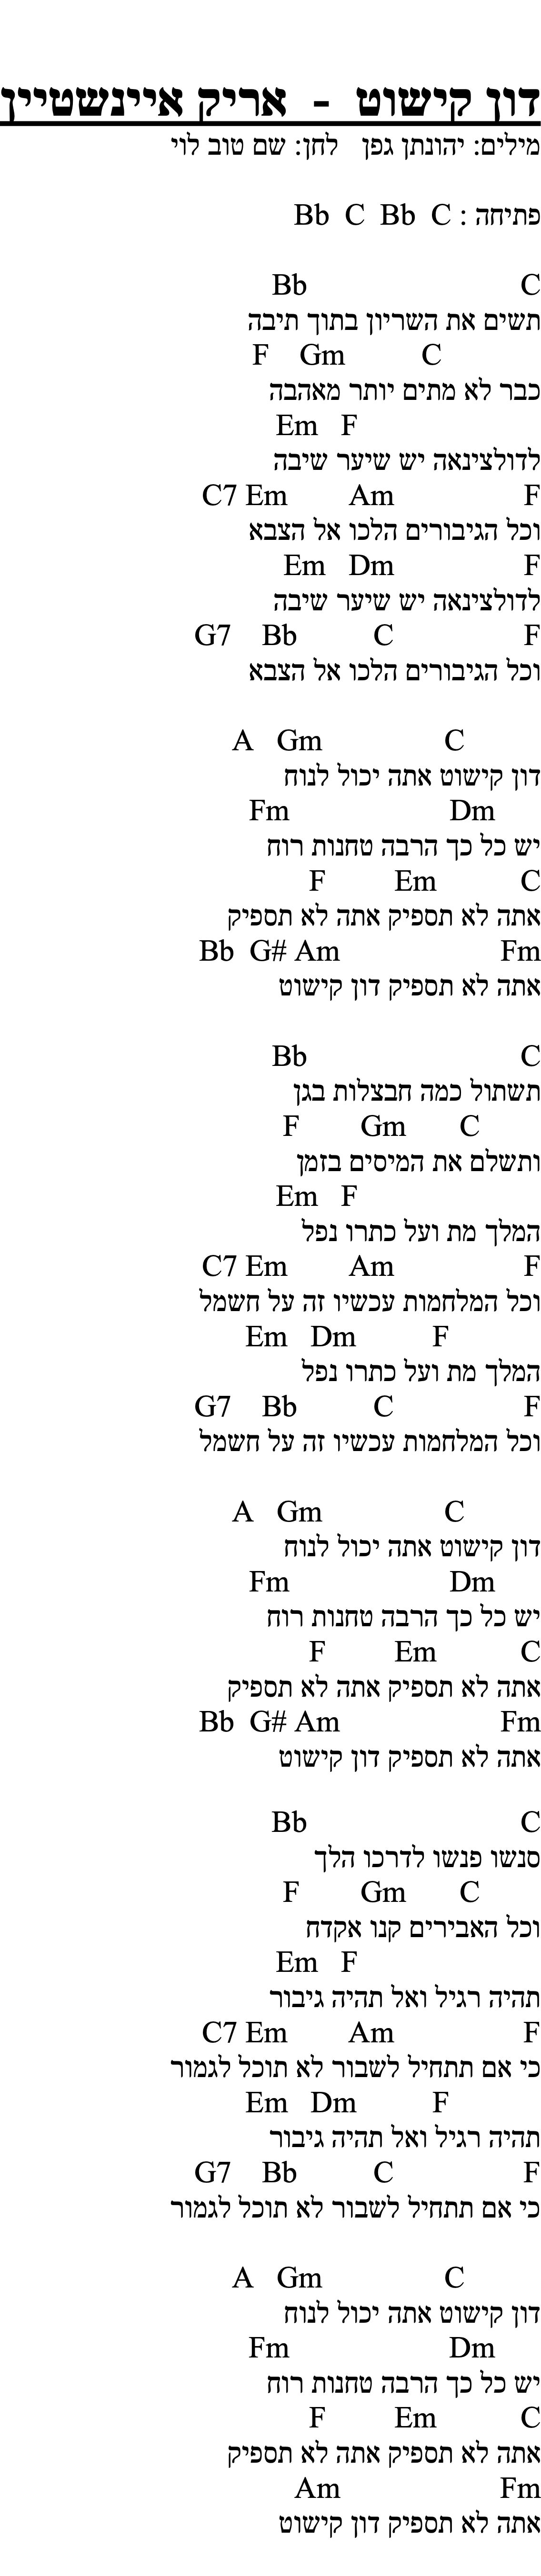 דון קישוט - אריק איינשטיין
מילים: יהונתן גפן לחן: שם טוב לוי
פתיחה : Bb C Bb C
Bb C
תשים את השריון בתוך תיבה
F Gm C
כבר לא מתים יותר מאהבה
Em F
לדולצינאה יש שיער שיבה
C7 Em Am F
וכל הגיבורים הלכו אל הצבא
Em Dm F
לדולצינאה יש שיער שיבה
G7 Bb C F
וכל הגיבורים הלכו אל הצבא
A Gm C
דון קישוט אתה יכול לנוח
Fm Dm
יש כל כך הרבה טחנות רוח
F Em C
אתה לא תספיק אתה לא תספיק
Bb G# Am Fm
אתה לא תספיק דון קישוט
Bb C
תשתול כמה חבצלות בגן
F Gm C
ותשלם את המיסים בזמן
Em F
המלך מת ועל כתרו נפל
C7 Em Am F
וכל המלחמות עכשיו זה על חשמל
Em Dm F
המלך מת ועל כתרו נפל
G7 Bb C F
וכל המלחמות עכשיו זה על חשמל
A Gm C
דון קישוט אתה יכול לנוח
Fm Dm
יש כל כך הרבה טחנות רוח
F Em C
אתה לא תספיק אתה לא תספיק
Bb G# Am Fm
אתה לא תספיק דון קישוט
Bb C
סנשו פנשו לדרכו הלך
F Gm C
וכל האבירים קנו אקדח
Em F
תהיה רגיל ואל תהיה גיבור
C7 Em Am F
כי אם תתחיל לשבור לא תוכל לגמור
Em Dm F
תהיה רגיל ואל תהיה גיבור
G7 Bb C F
כי אם תתחיל לשבור לא תוכל לגמור
A Gm C
דון קישוט אתה יכול לנוח
Fm Dm
יש כל כך הרבה טחנות רוח
F Em C
אתה לא תספיק אתה לא תספיק
Am Fm
אתה לא תספיק דון קישוט